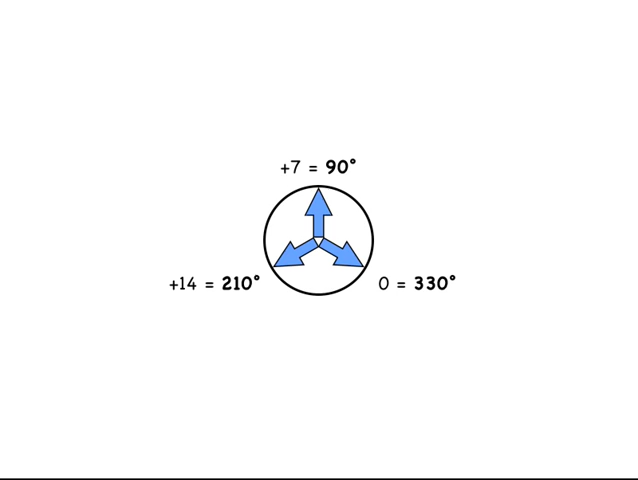 +7 = 90°
+14 = 210°
0 = 330°